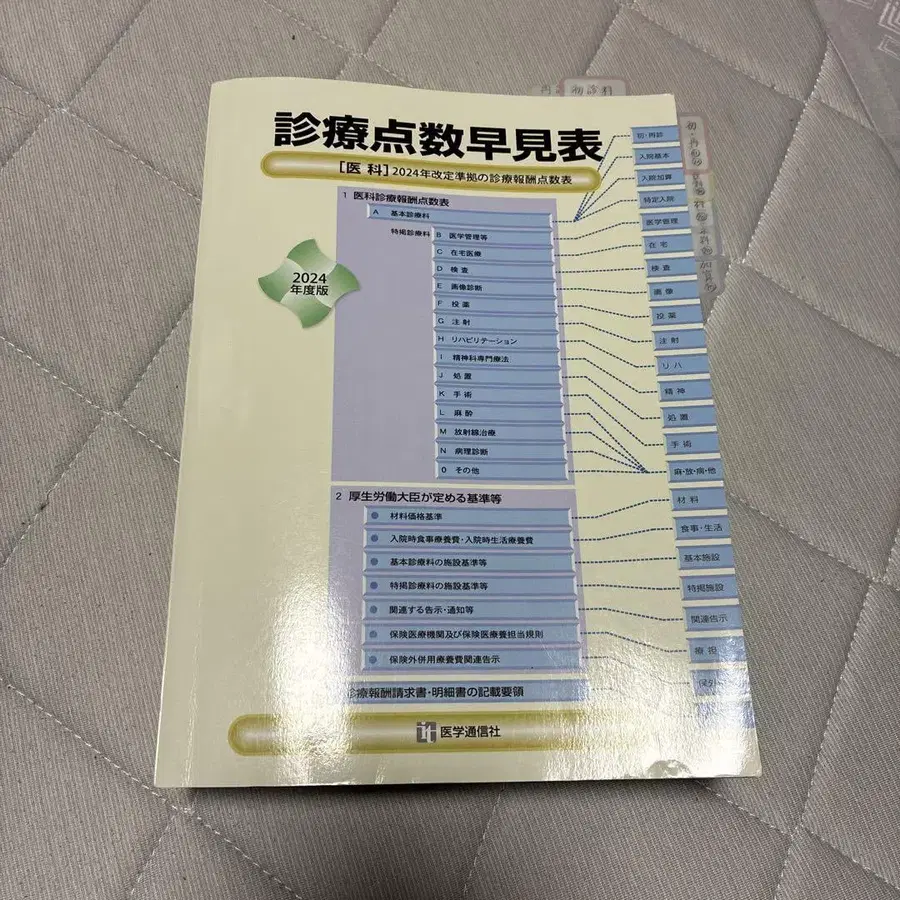 診療点数早見表
[医 科] 2024年改定準拠の診療報酬点数表
2024
年度版
1 医科診療報酬点数表
A 基本診療料
特掲診療料
B 医学管理等
C 在宅医療
D 検 査
E 画像診断
F 投 薬
G 注 射
H リハビリテーション
I 精神科専門療法
J 処 置
K 手 術
L 麻 酔
M 放射線治療
N 病理診断
0 その他
2 厚生労働大臣が定める基準等
● 材料価格基準
● 入院時食事療養費・入院時生活療養費
● 基本診療料の施設基準等
● 特掲診療料の施設基準等
● 関連する告示・通知等
● 保険医療機関及び保険医療養担当規則
● 保険外併用療養費関連告示
診療報酬請求書・明細書の記載要領
初・再診
入院基本
入院加算
特定入院
医学管理
在 宅
検 査
画 像
投 薬
注 射
リ ハ
精 神
処 置
手 術
麻・放・病・他
材 料
食事・生活
基本施設
特掲施設
関連告示
療 担
保外
医学通信社